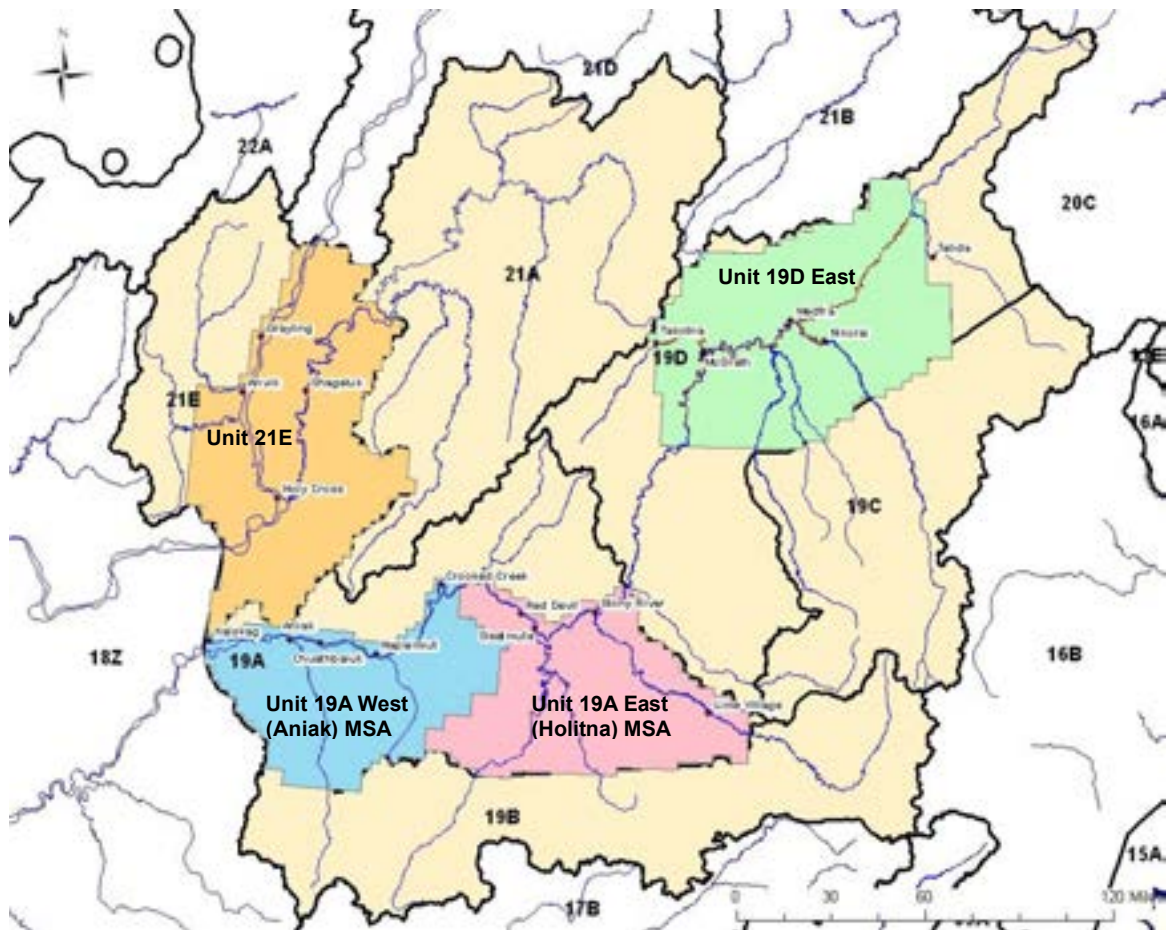 N
21D
21B
22A
20C
Telida
21A
Unit 19D East
Medfra
Nikolai
Grayling
Takotna
19D
McGrath
Anvik
Shageluk
21E
Unit 21E
16A
Holy Cross
19C
Crooked Creek
Red Devil
Stony River
Sleetmute
Kalskag
Aniak
Napaimiut
Chuathbaluk
18Z
19A
16B
Unit 19A West
(Aniak) MSA
Unit 19A East
(Holitna) MSA
Lime Village
19B
15A
17B
0 30 60 120 Miles